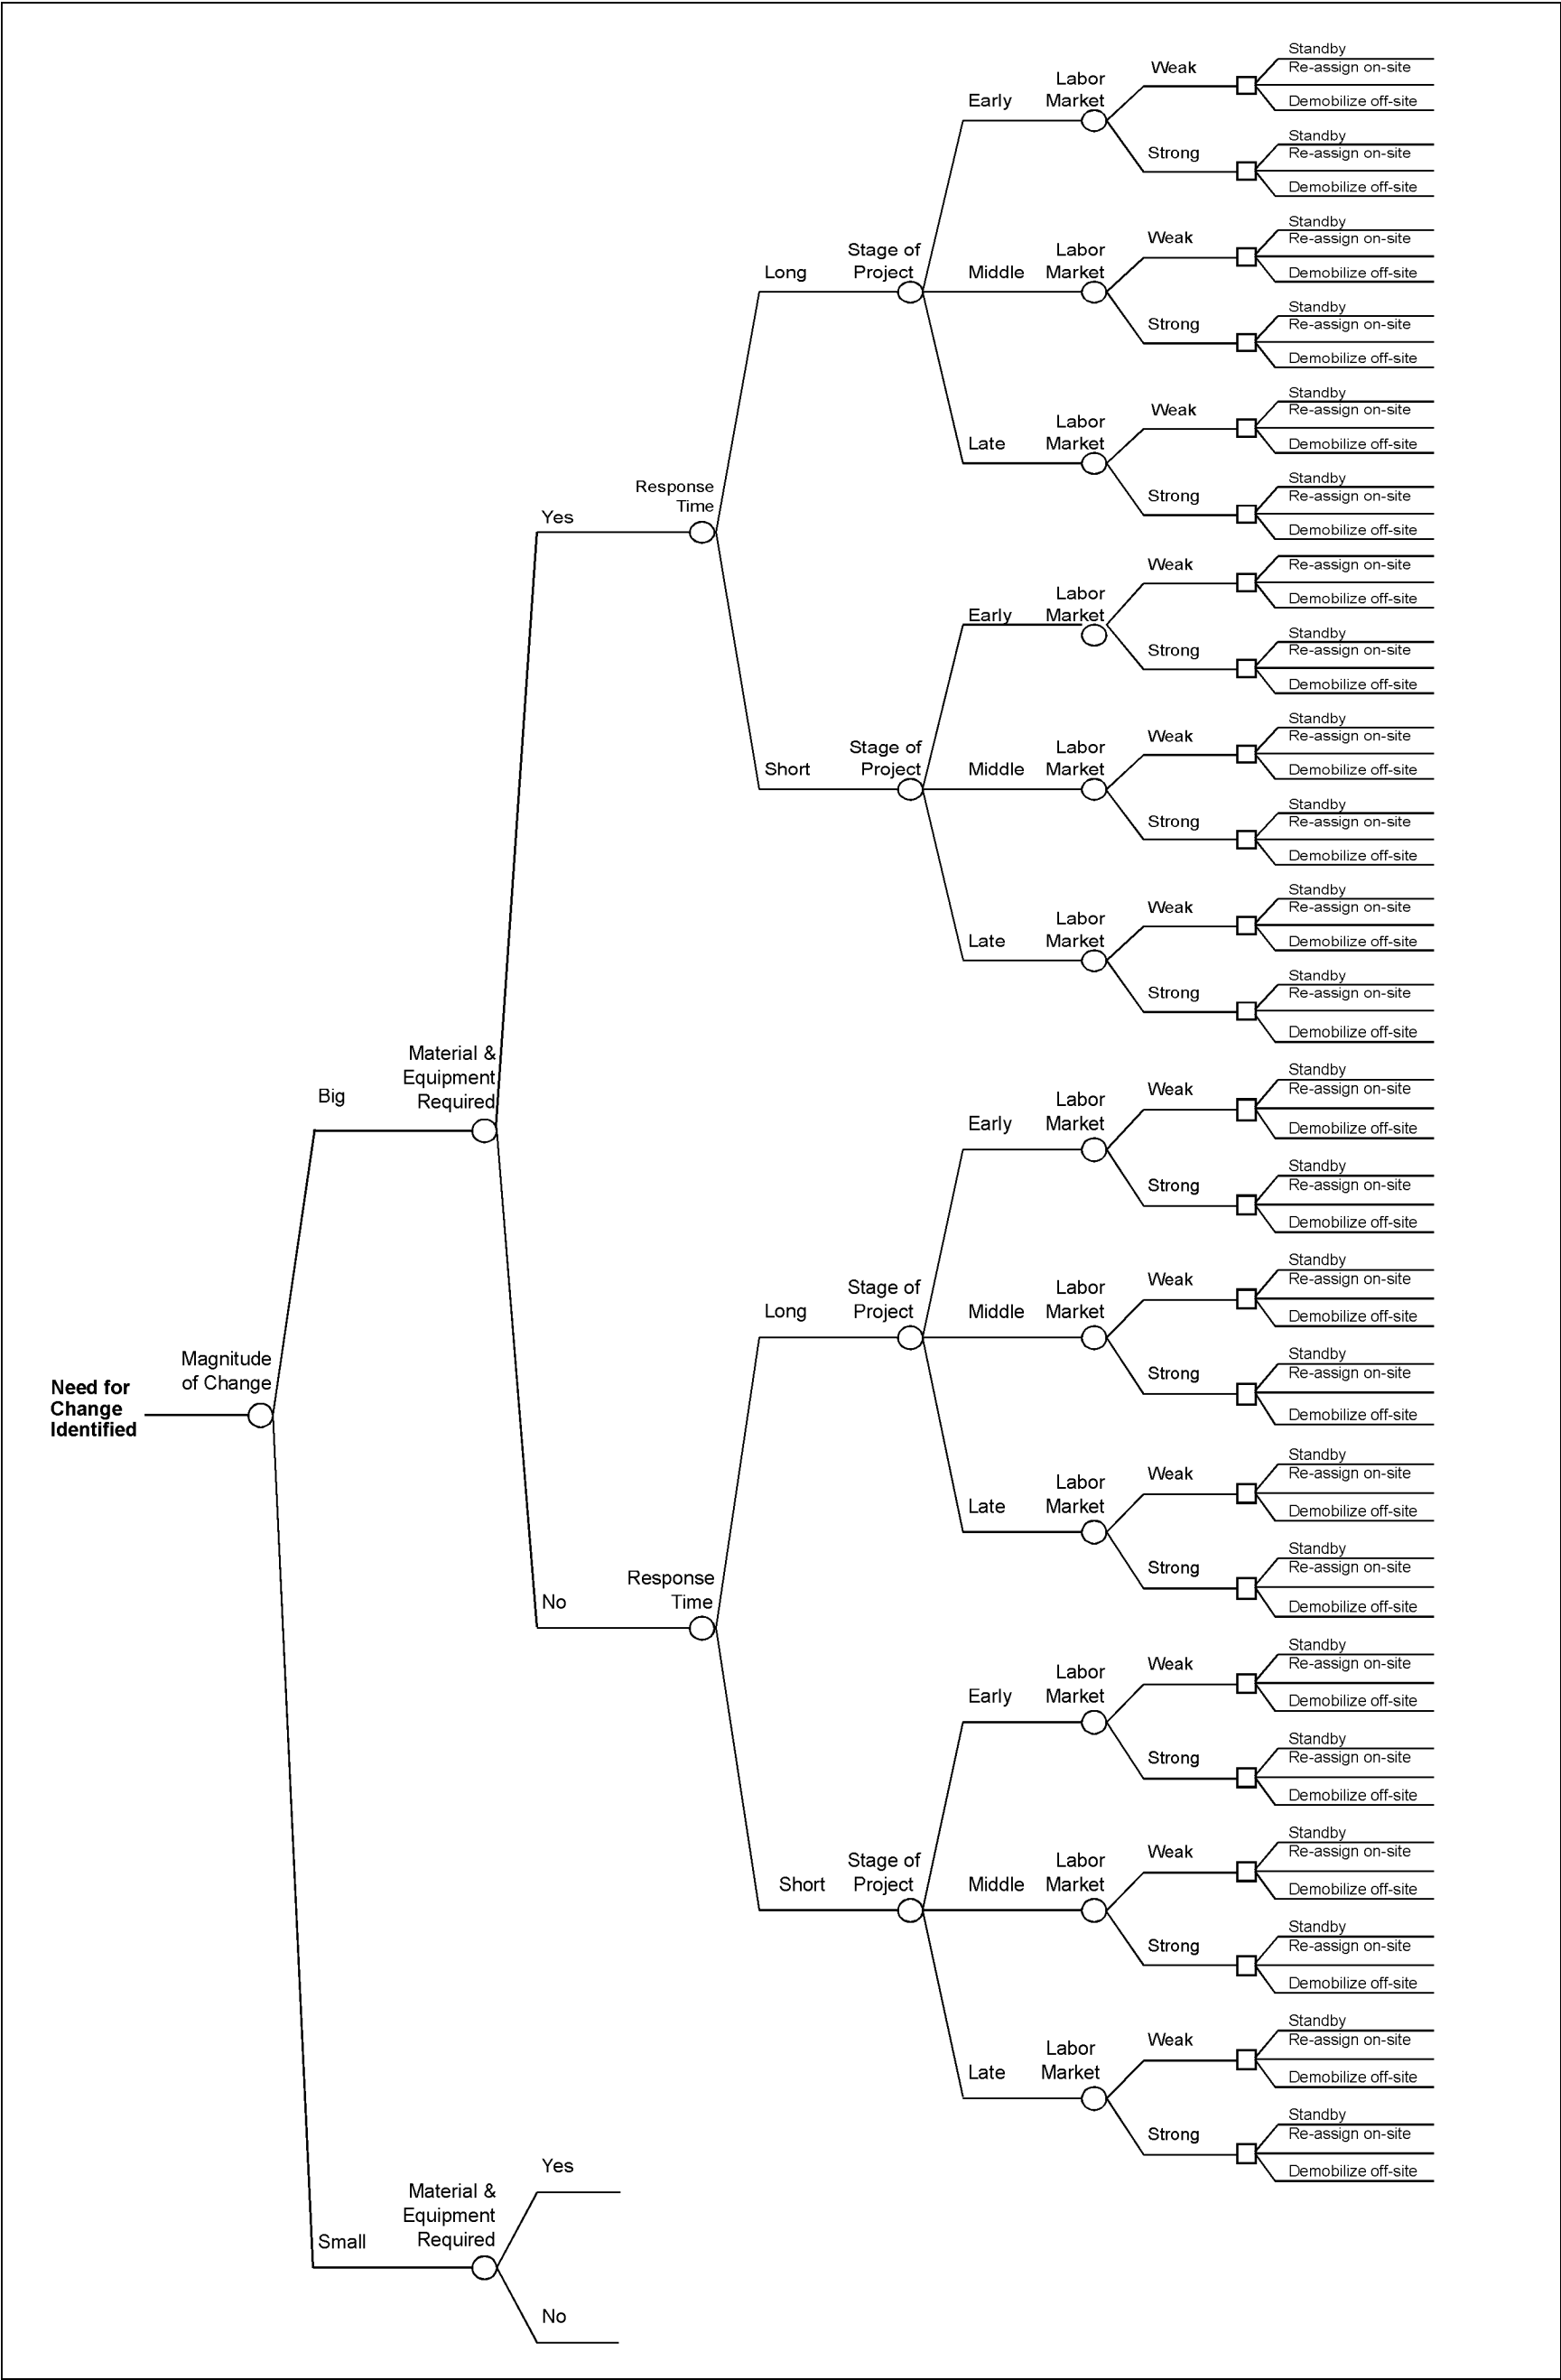 Standby
Weak
Re-assign on-site
Labor
Early
Market
Demobilize off-site
Standby
Strong
Re-assign on-site
Demobilize off-site
Standby
Weak
Re-assign on-site
Stage of
Labor
Long
Project
Middle
Market
Demobilize off-site
Standby
Strong
Re-assign on-site
Demobilize off-site
Standby
Weak
Re-assign on-site
Labor
Late
Market
Demobilize off-site
Standby
Response
Strong
Re-assign on-site
Time
Yes
Demobilize off-site
Weak
Re-assign on-site
Labor
Early
Market
Demobilize off-site
Standby
Strong
Re-assign on-site
Demobilize off-site
Standby
Weak
Re-assign on-site
Stage of
Labor
Short
Project
Middle
Market
Demobilize off-site
Standby
Strong
Re-assign on-site
Demobilize off-site
Standby
Weak
Re-assign on-site
Labor
Late
Market
Demobilize off-site
Standby
Strong
Re-assign on-site
Demobilize off-site
Material &
Equipment
Required
Big
Standby
Weak
Re-assign on-site
Labor
Early
Market
Demobilize off-site
Standby
Strong
Re-assign on-site
Demobilize off-site
Standby
Weak
Re-assign on-site
Stage of
Labor
Long
Project
Middle
Market
Demobilize off-site
Magnitude
of Change
Need for
Change
Identified
Standby
Strong
Re-assign on-site
Demobilize off-site
Standby
Weak
Re-assign on-site
Labor
Late
Market
Demobilize off-site
Standby
Strong
Re-assign on-site
Demobilize off-site
Response
Time
No
Standby
Weak
Re-assign on-site
Labor
Early
Market
Demobilize off-site
Standby
Strong
Re-assign on-site
Demobilize off-site
Standby
Weak
Re-assign on-site
Stage of
Labor
Short
Project
Middle
Market
Demobilize off-site
Standby
Strong
Re-assign on-site
Demobilize off-site
Standby
Weak
Re-assign on-site
Labor
Late
Market
Demobilize off-site
Standby
Strong
Re-assign on-site
Demobilize off-site
Yes
Material &
Equipment
Required
Small
No